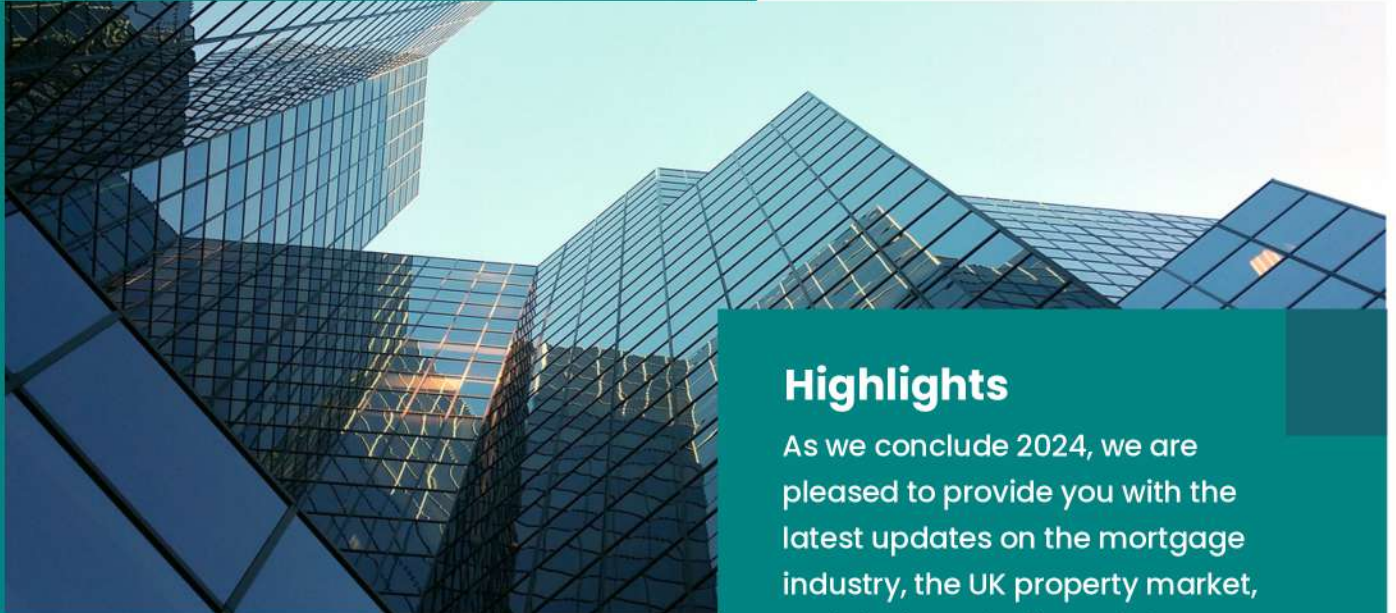 Highlights
As we conclude 2024, we are
pleased to provide you with the
latest updates on the mortgage
industry, the UK property market,